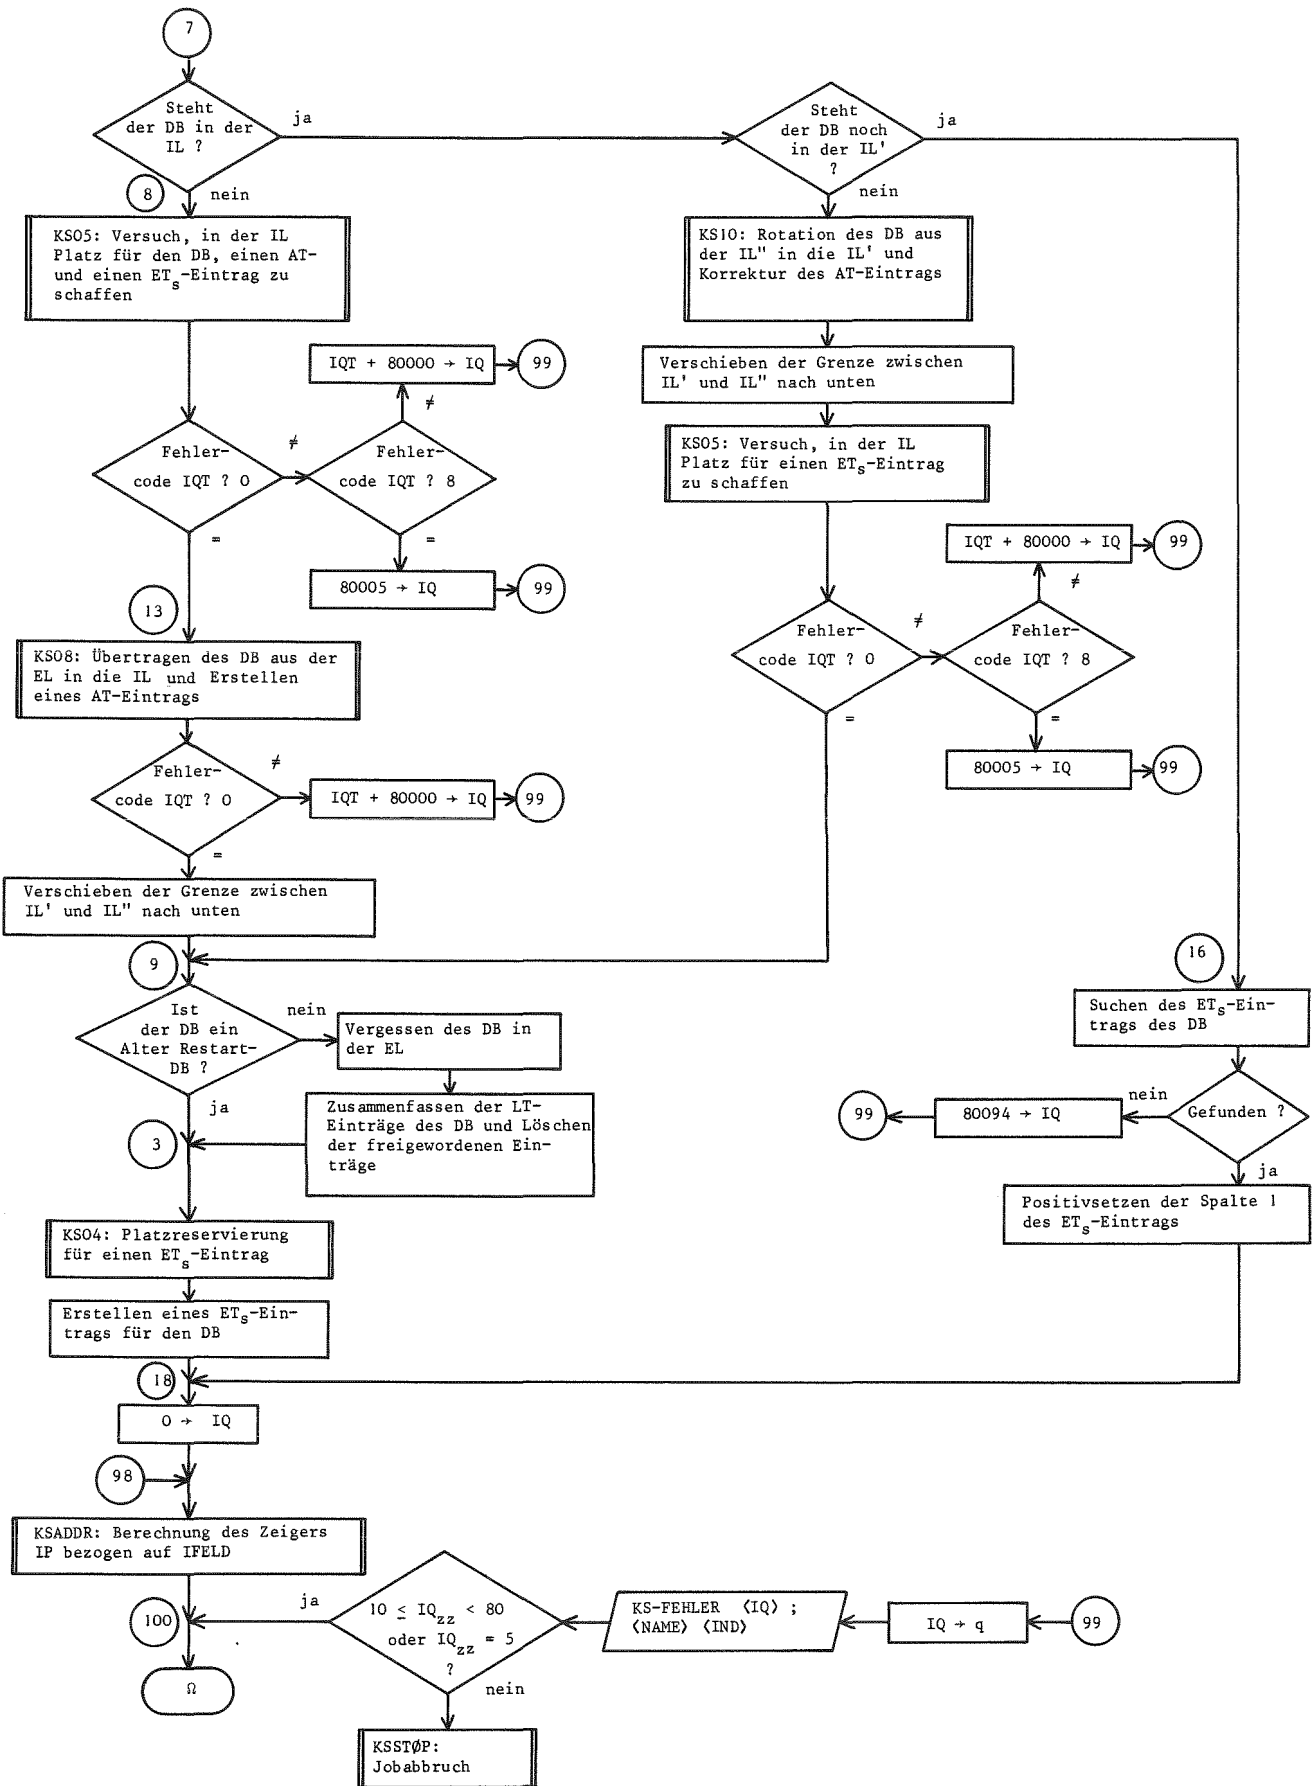 7
Steht
der DB in der
IL ?
ja
8
nein
KSO5: Versuch, in der IL
Platz für den DB, einen AT-
und einen ETs-Eintrag zu
schaffen
Fehler-
code IQT ? O
≠
=
Fehler-
code IQT ? 8
≠
=
IQT + 80000 → IQ
99
80005 → IQ
99
13
KSO8: Übertragen des DB aus der
EL in die IL und Erstellen
eines AT-Eintrags
Fehler-
code IQT ? O
≠
=
IQT + 80000 → IQ
99
Verschieben der Grenze zwischen
IL' und IL" nach unten
Steht
der DB noch
in der IL'
?
ja
nein
KS10: Rotation des DB aus
der IL" in die IL' und
Korrektur des AT-Eintrags
Verschieben der Grenze zwischen
IL' und IL" nach unten
KSO5: Versuch, in der IL
Platz für einen ETs-Eintrag
zu schaffen
Fehler-
code IQT ? O
≠
=
Fehler-
code IQT ? 8
≠
=
IQT + 80000 → IQ
99
80005 → IQ
99
9
Ist
der DB ein
Alter Restart-
DB ?
nein
ja
Vergessen des DB in
der EL
Zusammenfassen der LT-
Einträge des DB und Löschen
der freigewordenen Ein-
träge
3
KSO4: Platzreservierung
für einen ETs-Eintrag
Erstellen eines ETs-Ein-
trags für den DB
16
Suchen des ETs-Ein-
trags des DB
Gefunden ?
nein
ja
80094 → IQ
99
Positivsetzen der Spalte 1
des ETs-Eintrags
18
O → IQ
98
KSADDR: Berechnung des Zeigers
IP bezogen auf IFELD
100
Ω
99
IQ → q
KS-FEHLER ⟨IQ⟩ ;
⟨NAME⟩ ⟨IND⟩
10 ≤ IQzz < 80
oder IQzz = 5
?
ja
nein
KSSTØP:
Jobabbruch